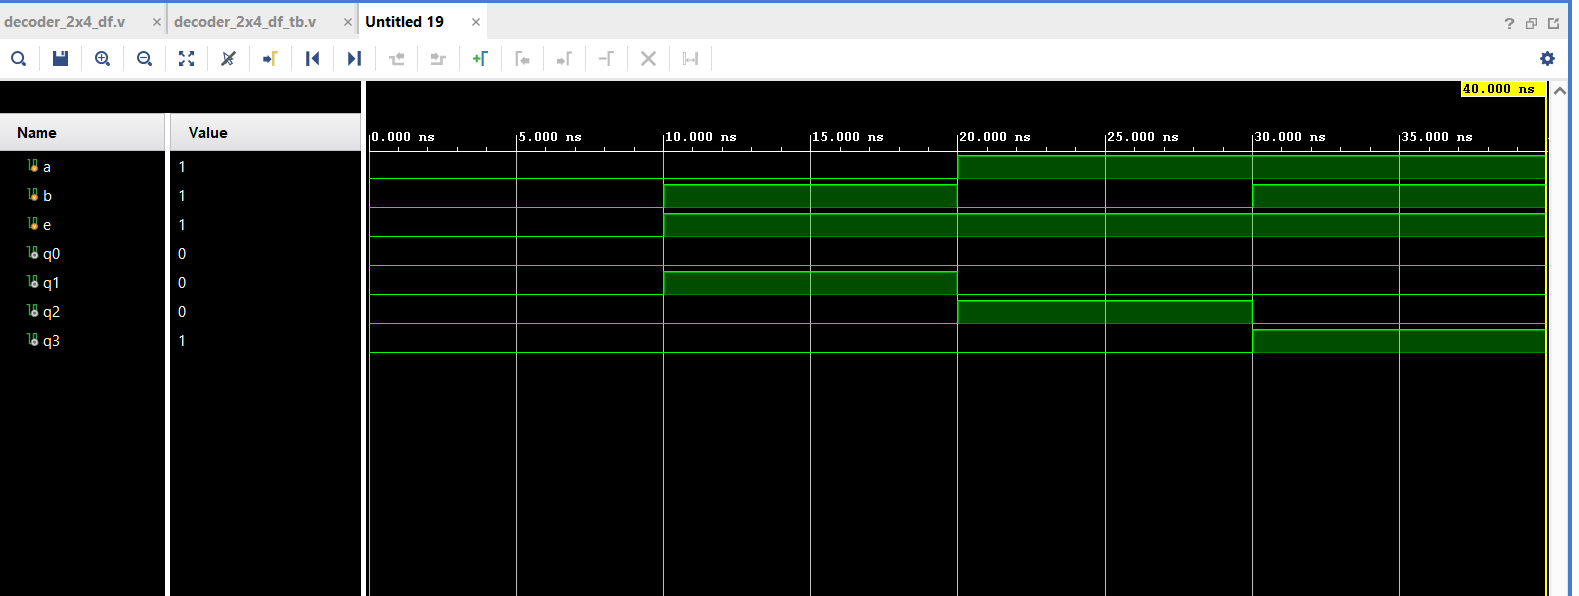 decoder_2x4_df.v × decoder_2x4_df_tb.v × Untitled 19 ×
?
40.000 ns
Name Value
0.000 ns 5.000 ns 10.000 ns 15.000 ns 20.000 ns 25.000 ns 30.000 ns 35.000 ns
a 1
b 1
e 1
q0 0
q1 0
q2 0
q3 1